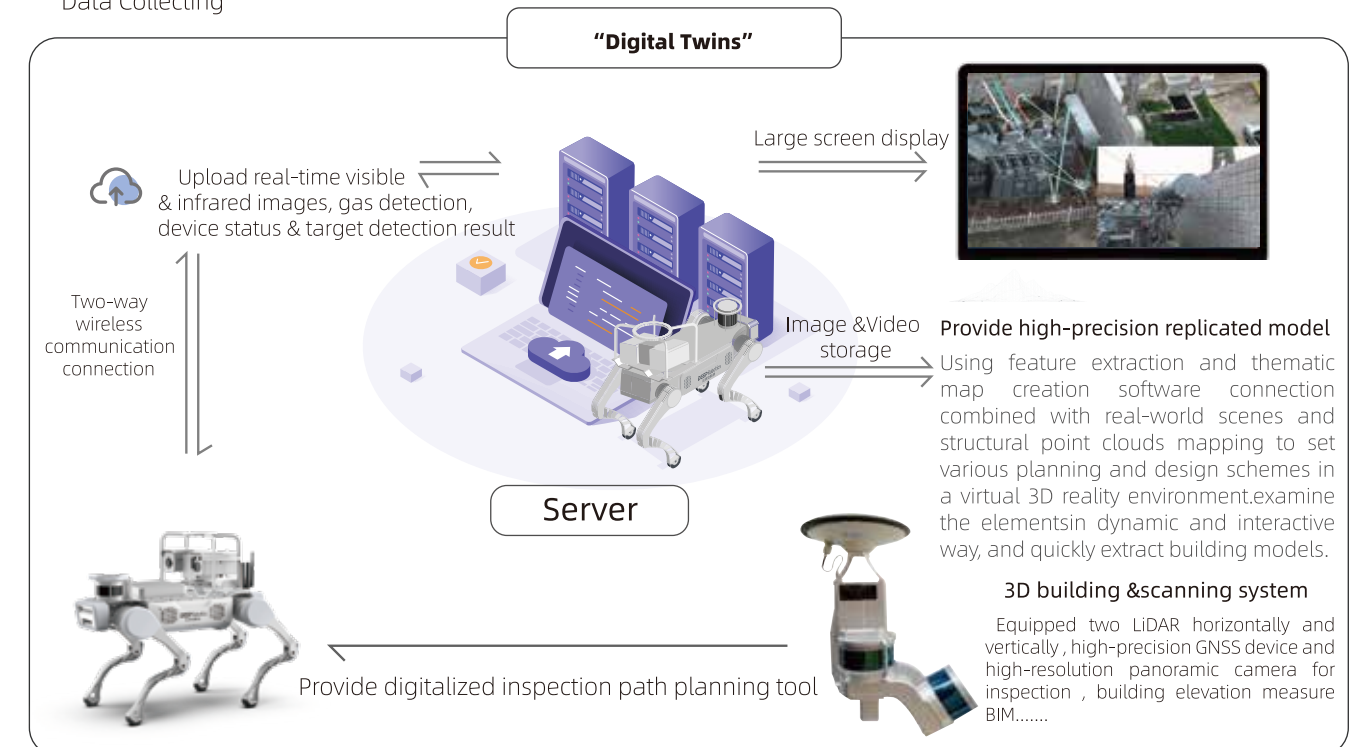 Data Collecting
“Digital Twins”
Large screen display
Upload real-time visible
& infrared images, gas detection,
device status & target detection result
Two-way
wireless
communication
connection
Image &Video
storage
Provide high-precision replicated model
Using feature extraction and thematic
map creation software connection
combined with real-world scenes and
structural point clouds mapping to set
various planning and design schemes in
a virtual 3D reality environment.examine
the elementsin dynamic and interactive
way, and quickly extract building models.
Server
3D building &scanning system
Equipped two LiDAR horizontally and
vertically , high-precision GNSS device and
high-resolution panoramic camera for
inspection , building elevation measure
BIM.......
Provide digitalized inspection path planning tool